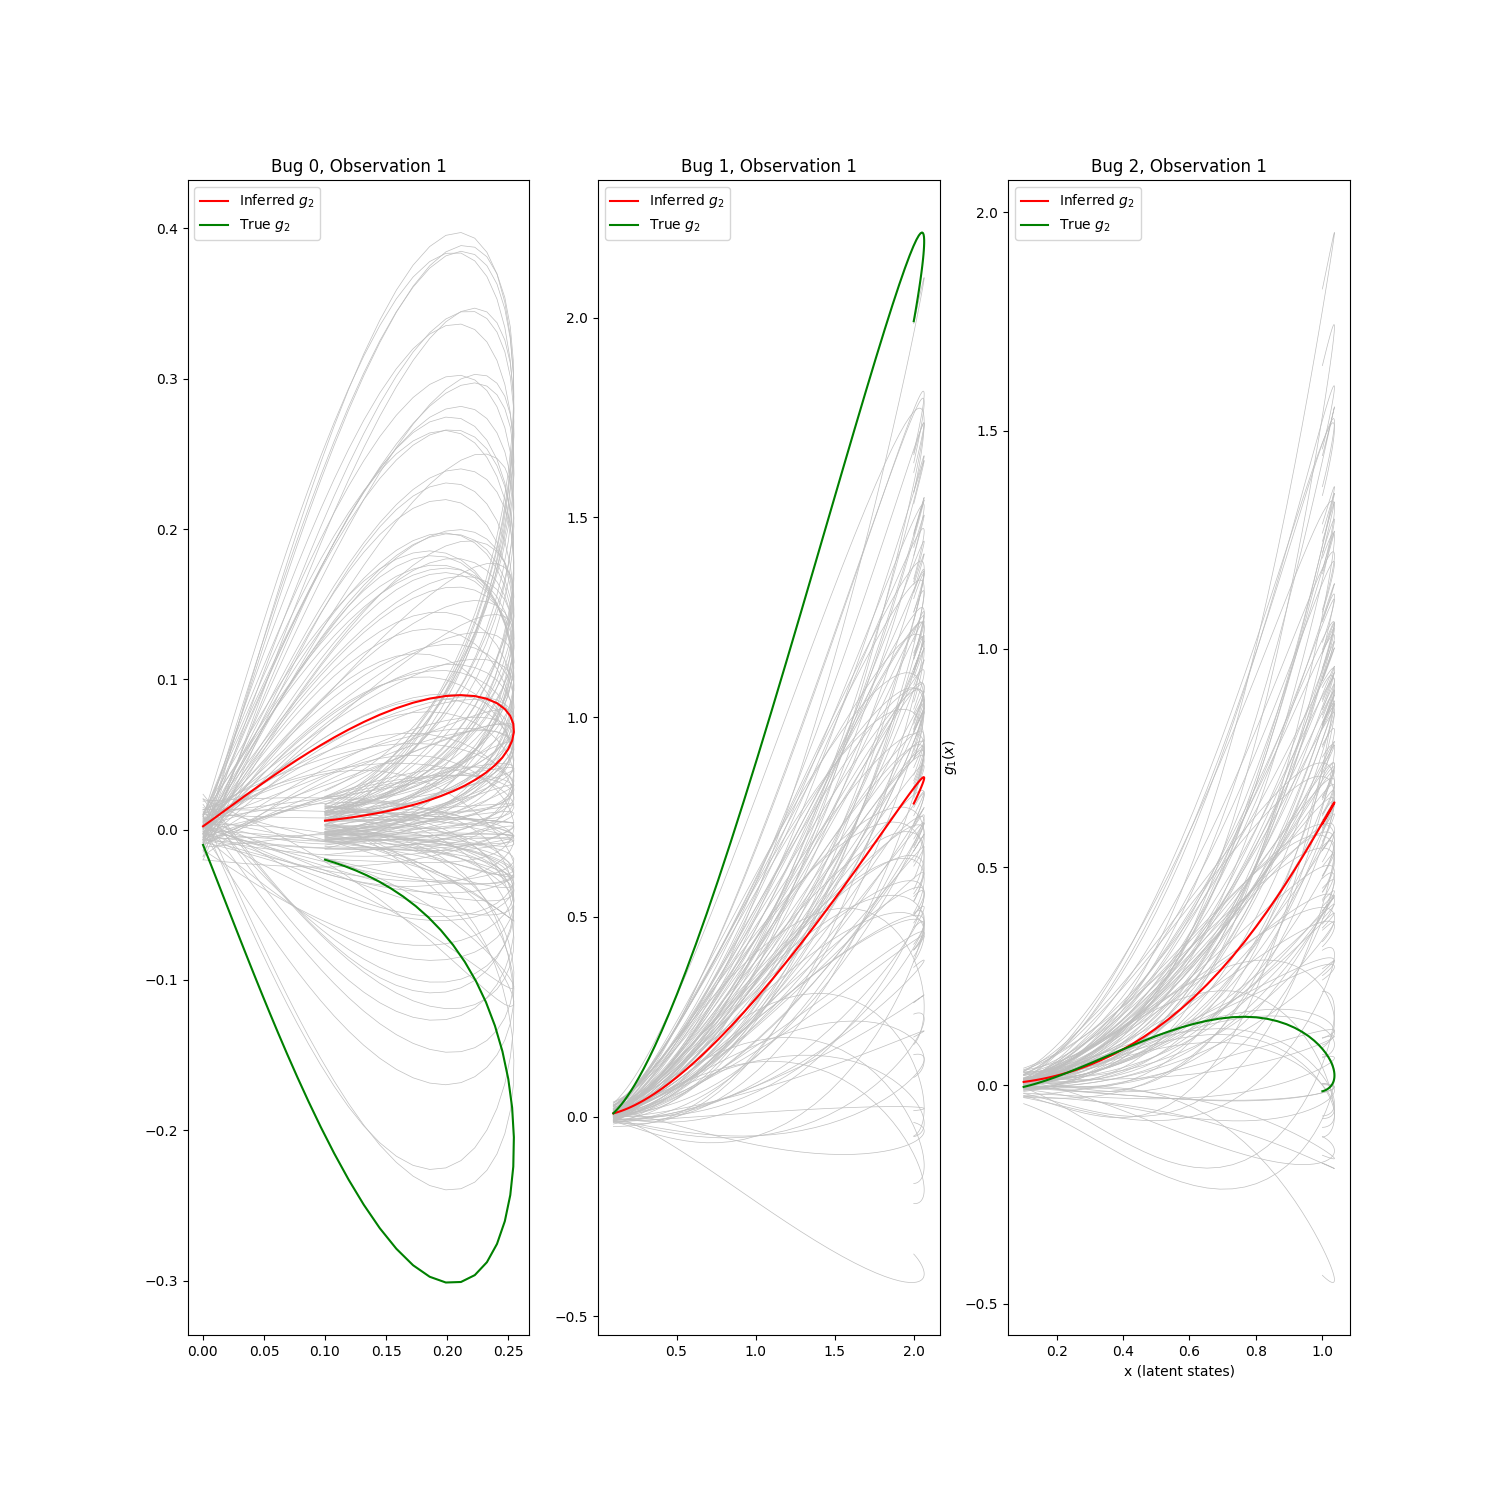 Bug 0, Observation 1
Inferred g₂
True g₂
0.4
0.3
0.2
0.1
0.0
−0.1
−0.2
−0.3
0.00 0.05 0.10 0.15 0.20 0.25
Bug 1, Observation 1
Inferred g₂
True g₂
2.0
1.5
1.0
0.5
0.0
−0.5
0.5 1.0 1.5 2.0
Bug 2, Observation 1
Inferred g₂
True g₂
g₁(x)
2.0
1.5
1.0
0.5
0.0
−0.5
0.2 0.4 0.6 0.8 1.0
x (latent states)